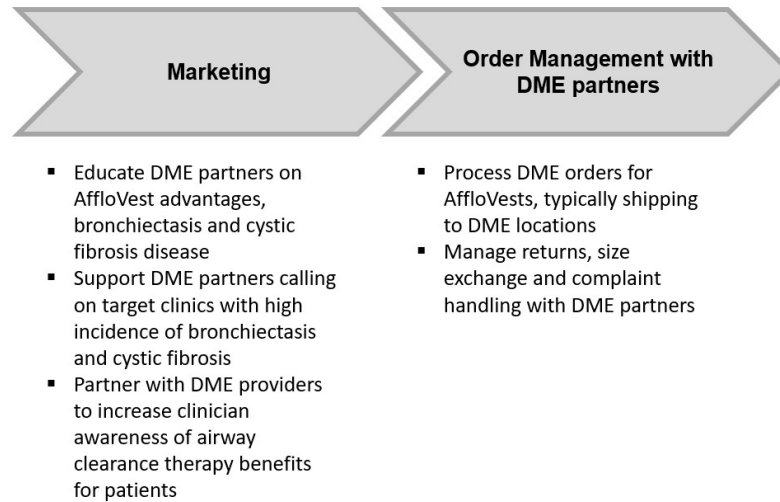 Marketing
▪ Educate DME partners on
AffloVest advantages,
bronchiectasis and cystic
fibrosis disease
▪ Support DME partners calling
on target clinics with high
incidence of bronchiectasis
and cystic fibrosis
▪ Partner with DME providers
to increase clinician
awareness of airway
clearance therapy benefits
for patients
Order Management with
DME partners
▪ Process DME orders for
AffloVests, typically shipping
to DME locations
▪ Manage returns, size
exchange and complaint
handling with DME partners